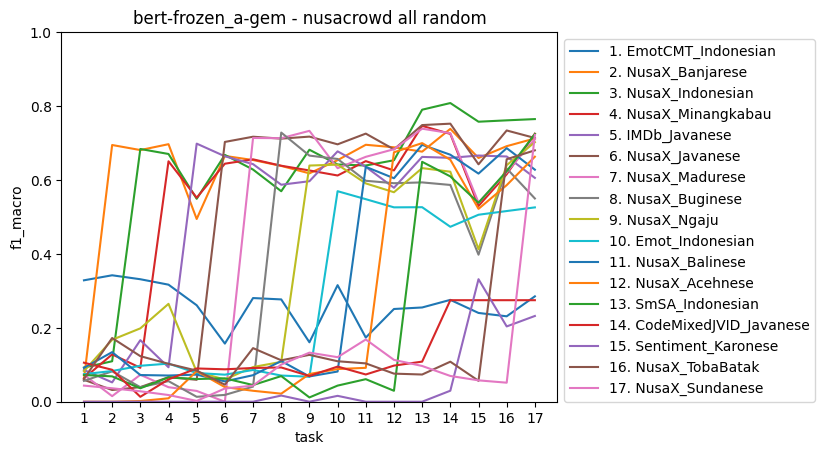 bert-frozen_a-gem - nusacrowd all random
1.0
0.8
0.6
0.4
0.2
0.0
f1_macro
1 2 3 4 5 6 7 8 9 10 11 12 13 14 15 16 17
task
1. EmotCMT_Indonesian
2. NusaX_Banjarese
3. NusaX_Indonesian
4. NusaX_Minangkabau
5. IMDb_Javanese
6. NusaX_Javanese
7. NusaX_Madurese
8. NusaX_Buginese
9. NusaX_Ngaju
10. Emot_Indonesian
11. NusaX_Balinese
12. NusaX_Acehnese
13. SmSA_Indonesian
14. CodeMixedJVID_Javanese
15. Sentiment_Karonese
16. NusaX_TobaBatak
17. NusaX_Sundanese